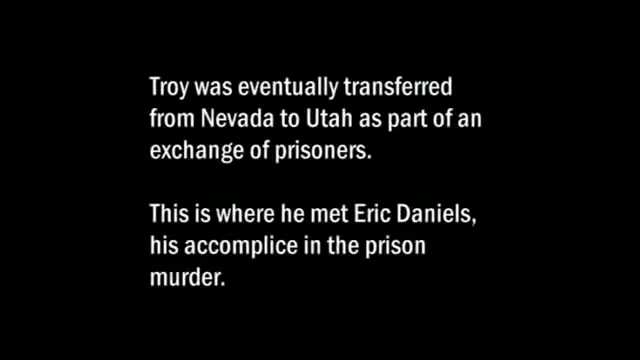 Troy was eventually transferred
from Nevada to Utah as part of an
exchange of prisoners.
This is where he met Eric Daniels,
his accomplice in the prison
murder.